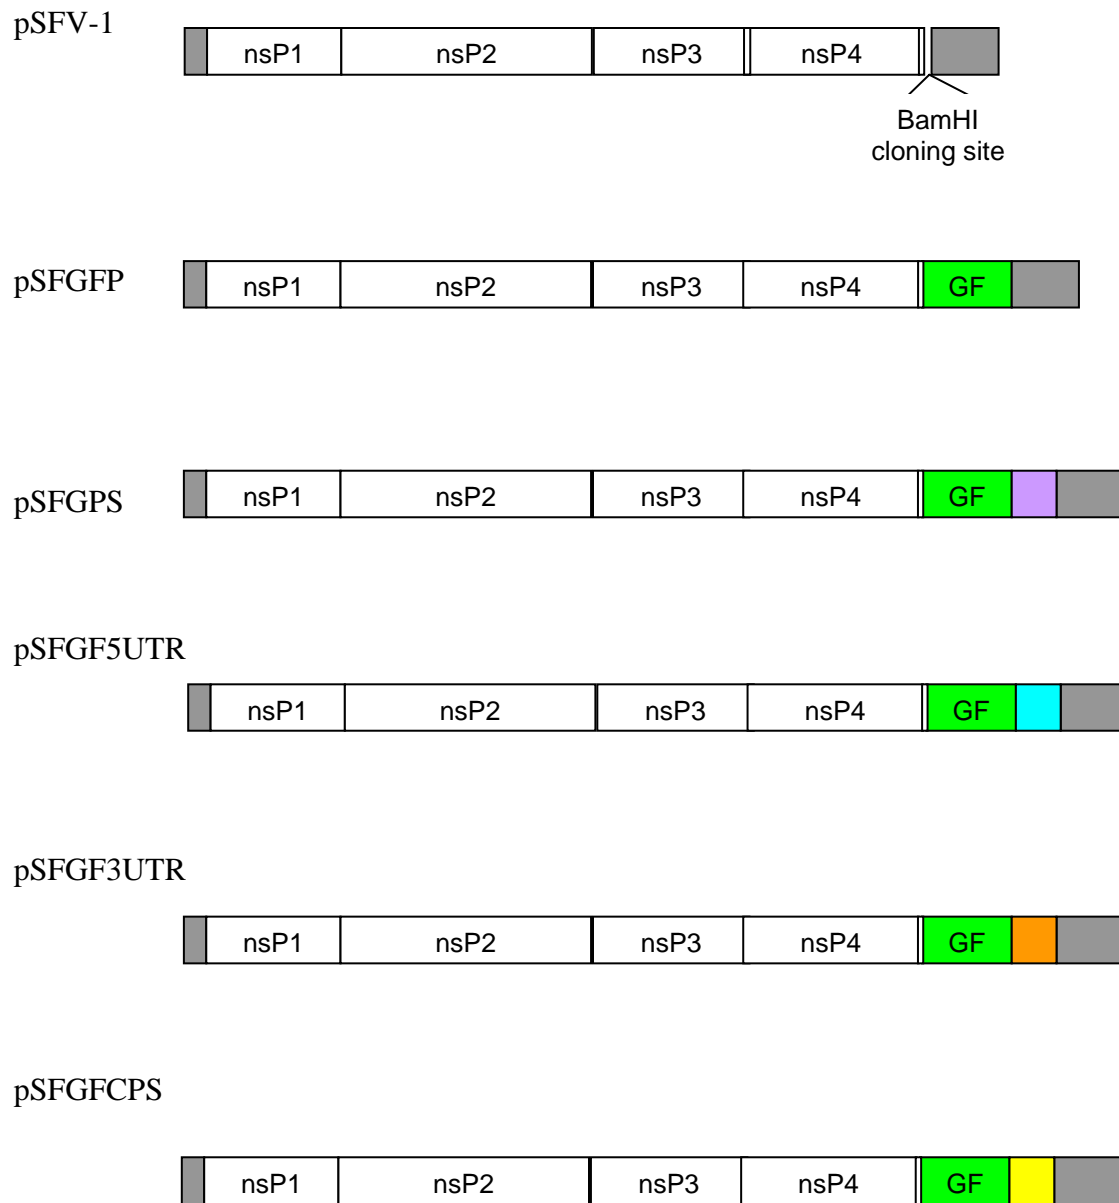 pSFV-1
nsP1 nsP2 nsP3 nsP4
BamHI
cloning site
pSFGFP
nsP1 nsP2 nsP3 nsP4 GF
pSFGPS
nsP1 nsP2 nsP3 nsP4 GF
pSFGF5UTR
nsP1 nsP2 nsP3 nsP4 GF
pSFGF3UTR
nsP1 nsP2 nsP3 nsP4 GF
pSFGFCPS
nsP1 nsP2 nsP3 nsP4 GF